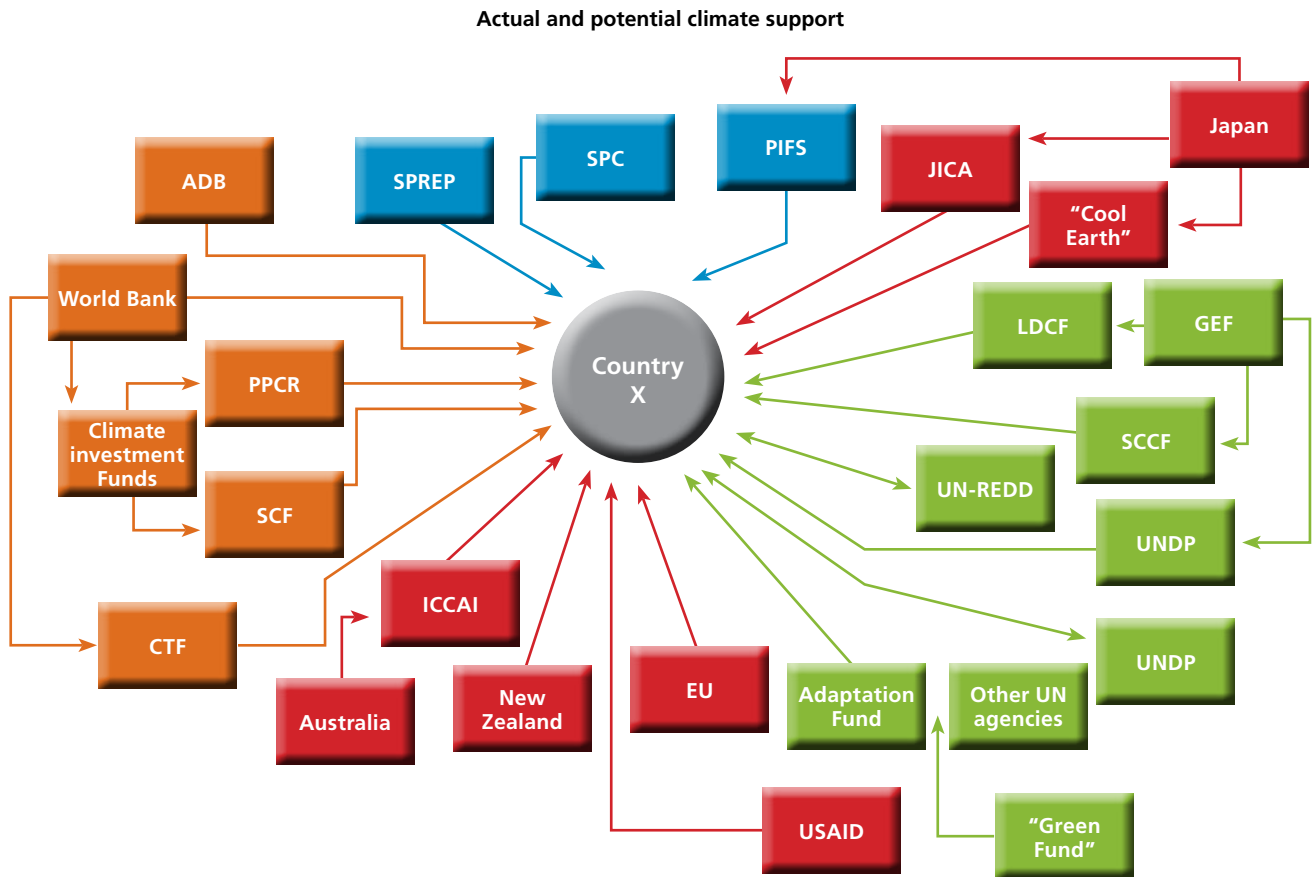 Actual and potential climate support
Japan
PIFS
SPC
JICA
SPREP
ADB
“Cool
Earth”
World Bank
LDCF
GEF
Country
X
PPCR
Climate
investment
Funds
SCCF
UN-REDD
SCF
UNDP
ICCAI
CTF
UNDP
EU
New
Zealand
Adaptation
Fund
Other UN
agencies
Australia
USAID
“Green
Fund”